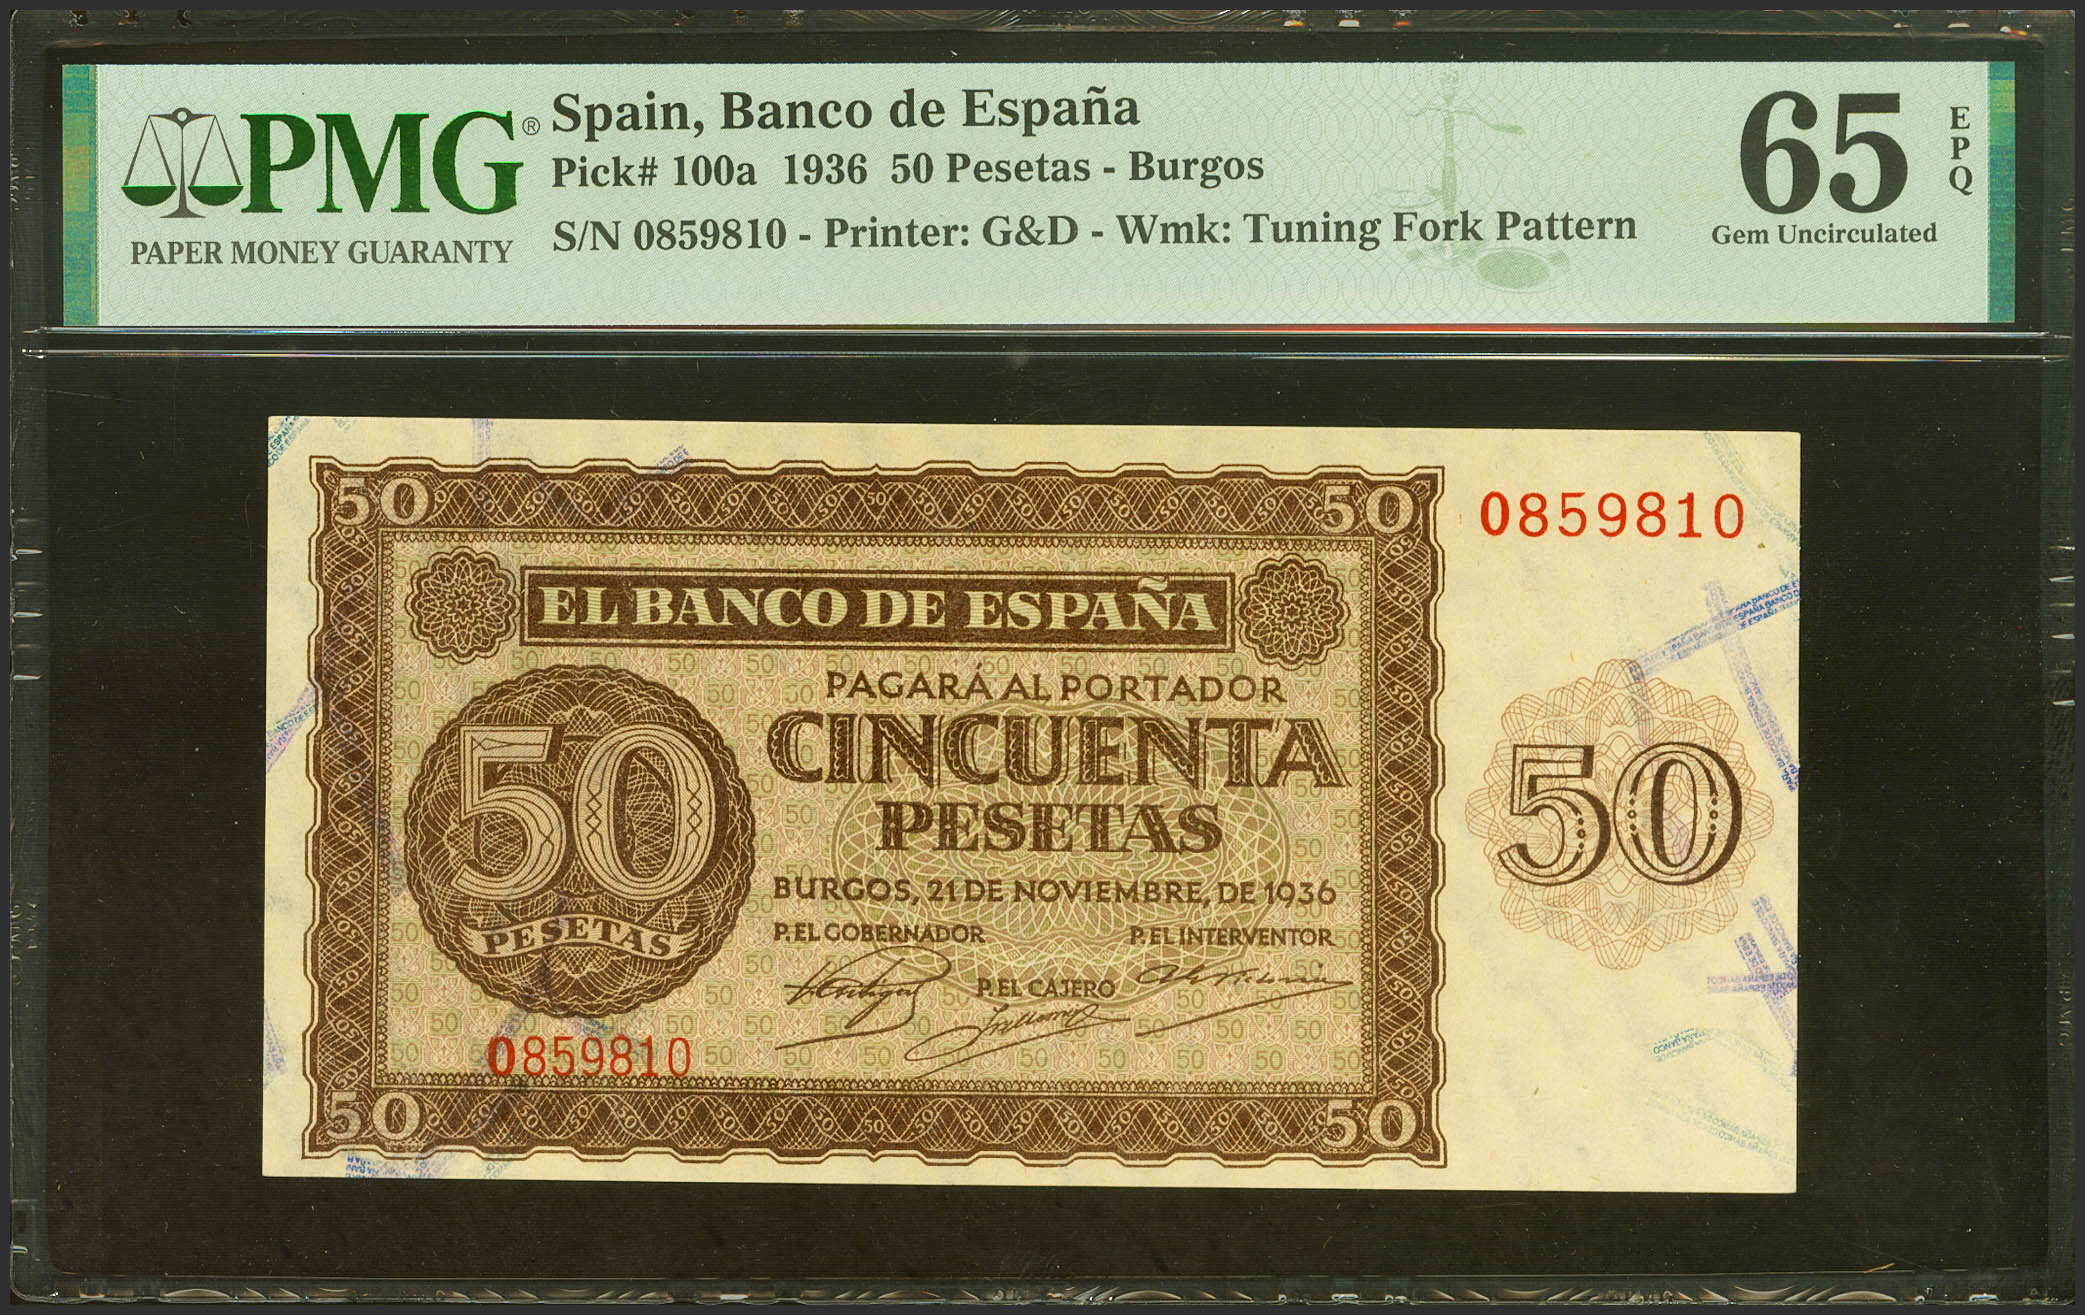 PMG®
PAPER MONEY GUARANTY
Spain, Banco de España
Pick# 100a 1936 50 Pesetas - Burgos
S/N 0859810 - Printer: G&D - Wmk: Tuning Fork Pattern
65
EPQ
Gem Uncirculated
50
50
0859810
EL BANCO DE ESPAÑA
PAGARÁ AL PORTADOR
CINCUENTA
PESETAS
50
PESETAS
50
BURGOS, 21 DE NOVIEMBRE, DE 1936
P. EL GOBERNADOR
P. EL INTERVENTOR
P. EL CAJERO
0859810
50
50